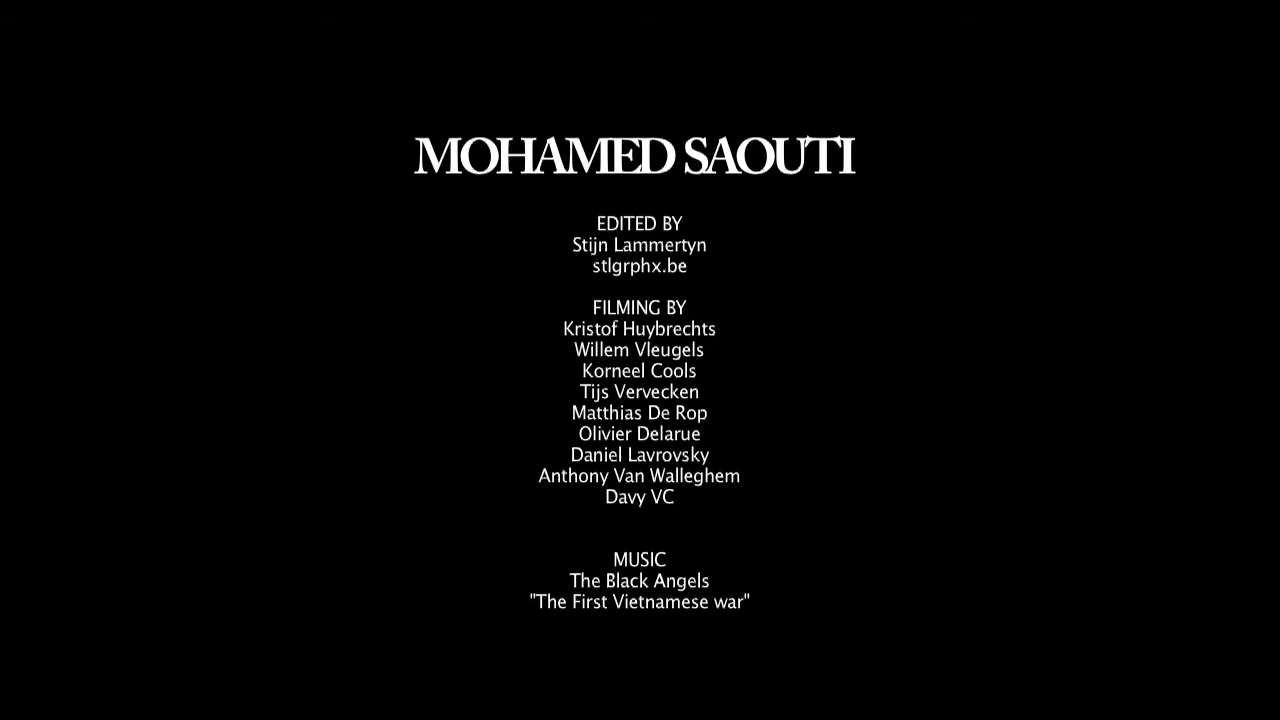 MOHAMED SAOUTI
EDITED BY
Stijn Lammertyn
stlgrphx.be
FILMING BY
Kristof Huybrechts
Willem Vleugels
Korneel Cools
Tijs Vervecken
Matthias De Rop
Olivier Delarue
Daniel Lavrovsky
Anthony Van Walleghem
Davy VC
MUSIC
The Black Angels
"The First Vietnamese war"